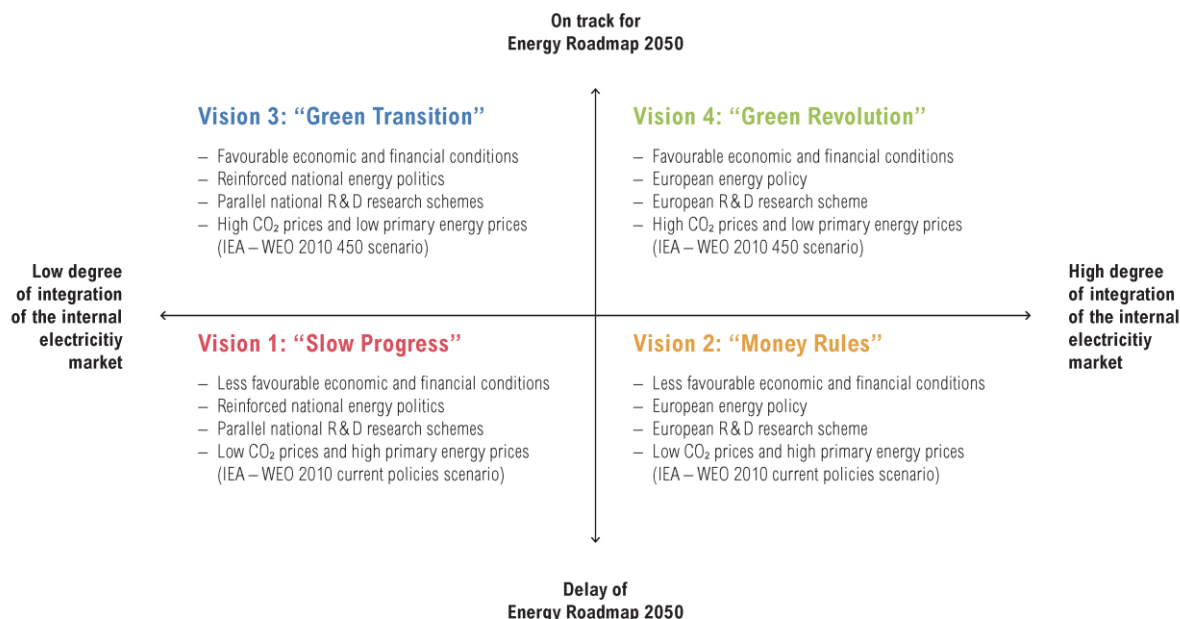 On track for
Energy Roadmap 2050
Vision 3: “Green Transition”
– Favourable economic and financial conditions
– Reinforced national energy politics
– Parallel national R & D research schemes
– High CO₂ prices and low primary energy prices
(IEA – WEO 2010 450 scenario)
Vision 4: “Green Revolution”
– Favourable economic and financial conditions
– European energy policy
– European R & D research scheme
– High CO₂ prices and low primary energy prices
(IEA – WEO 2010 450 scenario)
Low degree
of integration
of the internal
electricitiy
market
High degree
of integration
of the internal
electricitiy
market
Vision 1: “Slow Progress”
– Less favourable economic and financial conditions
– Reinforced national energy politics
– Parallel national R & D research schemes
– Low CO₂ prices and high primary energy prices
(IEA – WEO 2010 current policies scenario)
Vision 2: “Money Rules”
– Less favourable economic and financial conditions
– European energy policy
– European R & D research scheme
– Low CO₂ prices and high primary energy prices
(IEA – WEO 2010 current policies scenario)
Delay of
Energy Roadmap 2050